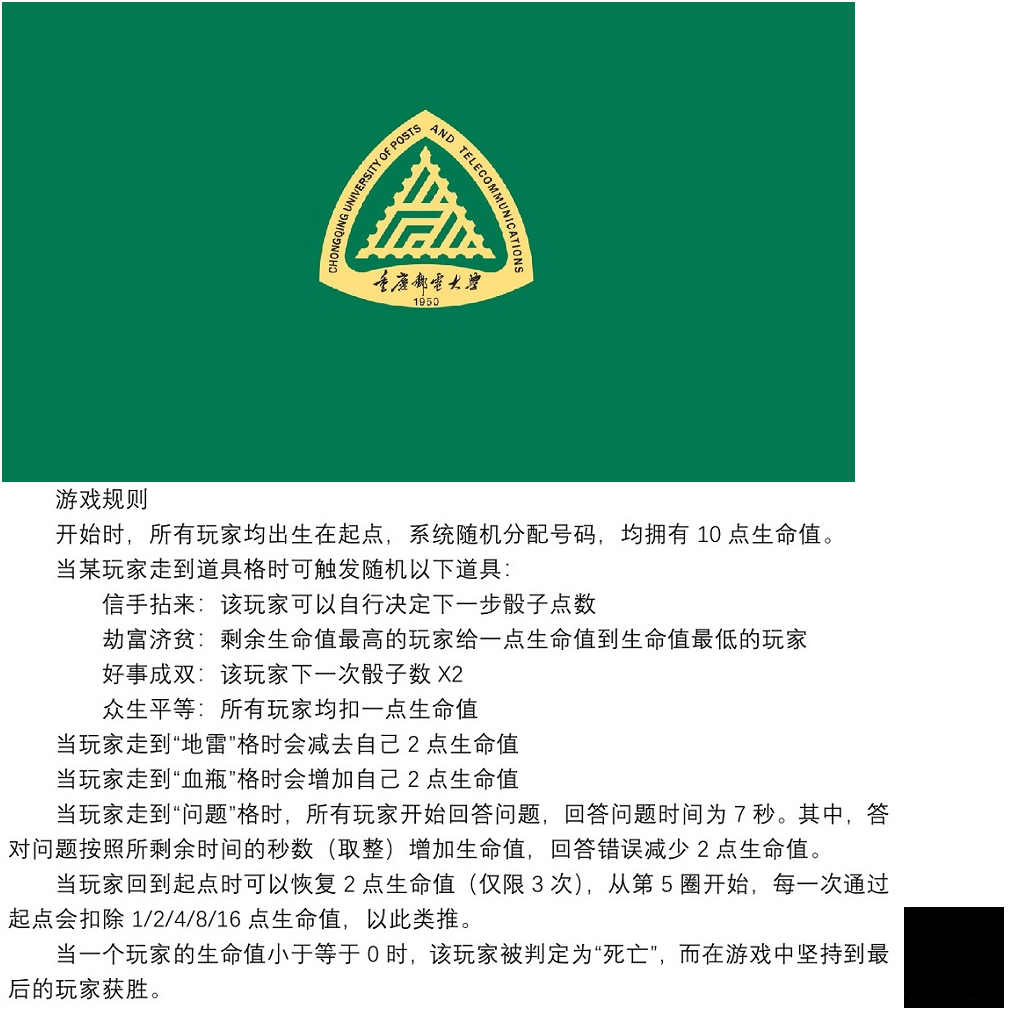 CHONGQING UNIVERSITY OF POSTS AND TELECOMMUNICATIONS
重庆邮电大学
1950
游戏规则
开始时，所有玩家均出生在起点，系统随机分配号码，均拥有 10 点生命值。
当某玩家走到道具格时可触发随机以下道具：
信手拈来：该玩家可以自行决定下一步骰子点数
劫富济贫：剩余生命值最高的玩家给一点生命值到生命值最低的玩家
好事成双：该玩家下一次骰子数 X2
众生平等：所有玩家均扣一点生命值
当玩家走到“地雷”格时会减去自己 2 点生命值
当玩家走到“血瓶”格时会增加自己 2 点生命值
当玩家走到“问题”格时，所有玩家开始回答问题，回答问题时间为 7 秒。其中，答
对问题按照所剩余时间的秒数（取整）增加生命值，回答错误减少 2 点生命值。
当玩家回到起点时可以恢复 2 点生命值（仅限 3 次），从第 5 圈开始，每一次通过
起点会扣除 1/2/4/8/16 点生命值，以此类推。
当一个玩家的生命值小于等于 0 时，该玩家被判定为“死亡”，而在游戏中坚持到最
后的玩家获胜。